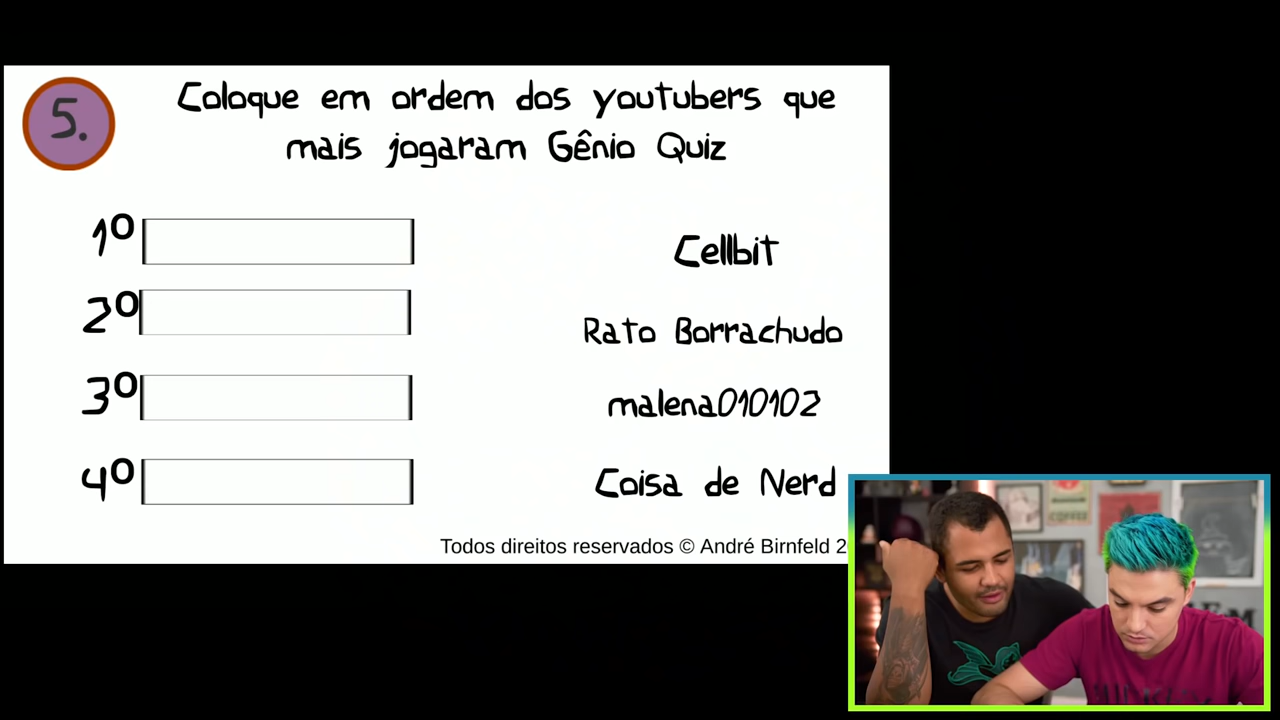 5.
Coloque em ordem dos youtubers que
mais jogaram Gênio Quiz
1º
2º
3º
4º
Cellbit
Rato Borrachudo
malena010102
Coisa de Nerd
Todos direitos reservados © André Birnfeld
COFFEE